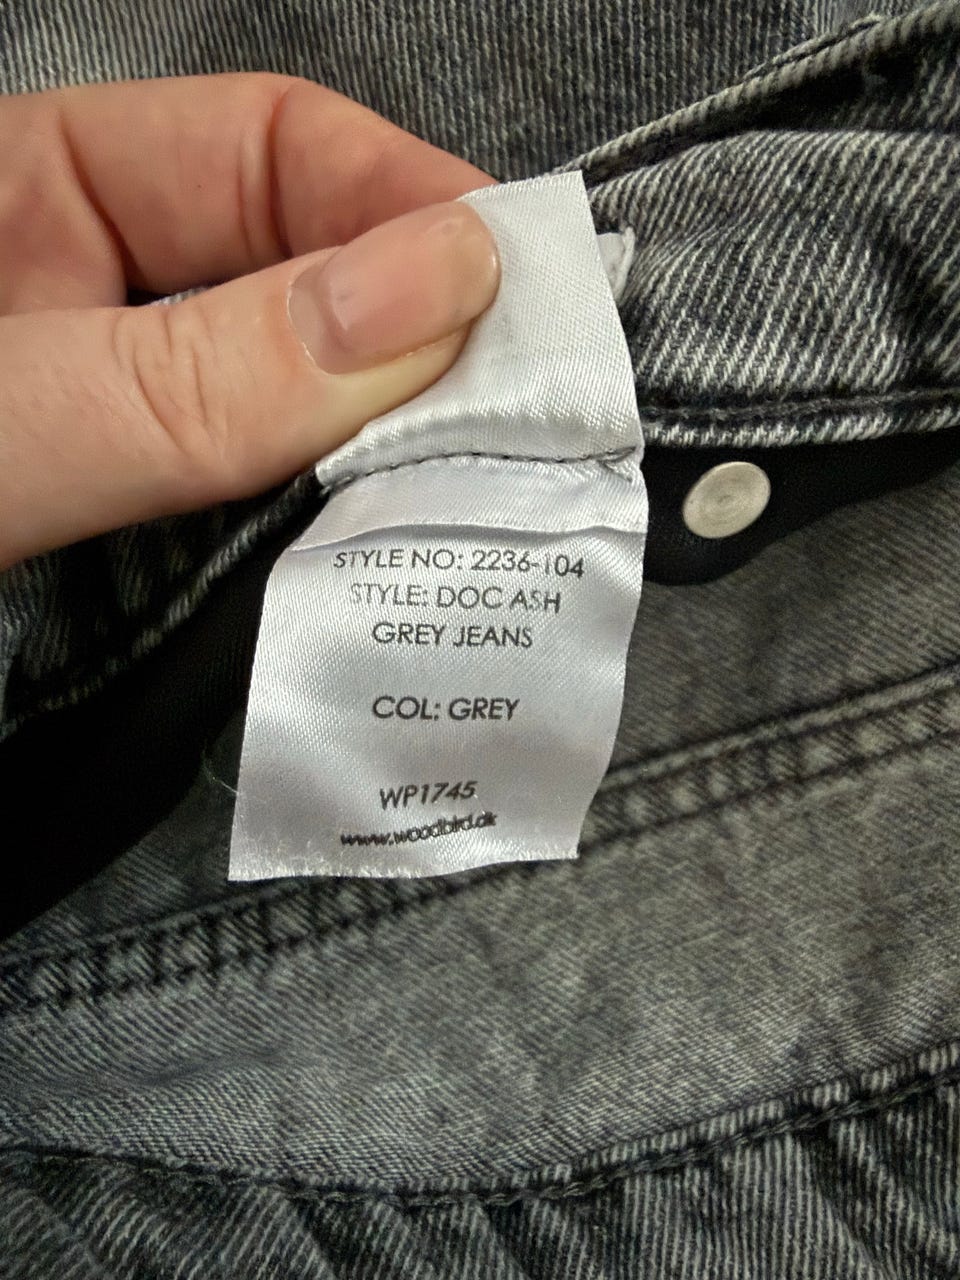 STYLE NO: 2236-104
STYLE: DOC ASH
GREY JEANS
COL: GREY
WP1745
www.woodbird.dk